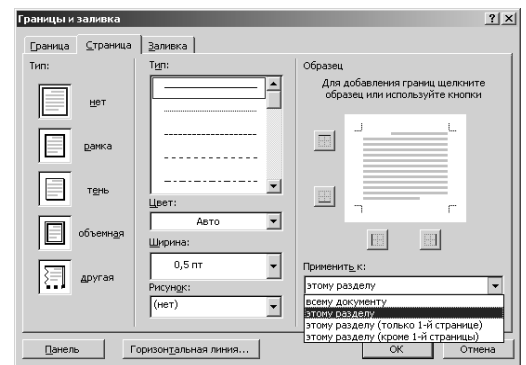 Границы и заливка
Граница
Страница
Заливка
Тип:
нет
рамка
тень
объемная
другая
Тип:
Цвет:
Авто
Ширина:
0,5 пт
Рисунок:
(нет)
Образец
Для добавления границ щелкните
образец или используйте кнопки
Применить к:
этому разделу
всему документу
этому разделу
этому разделу (только 1-й странице)
этому разделу (кроме 1-й страницы)
Панель
Горизонтальная линия...
ОК
Отмена